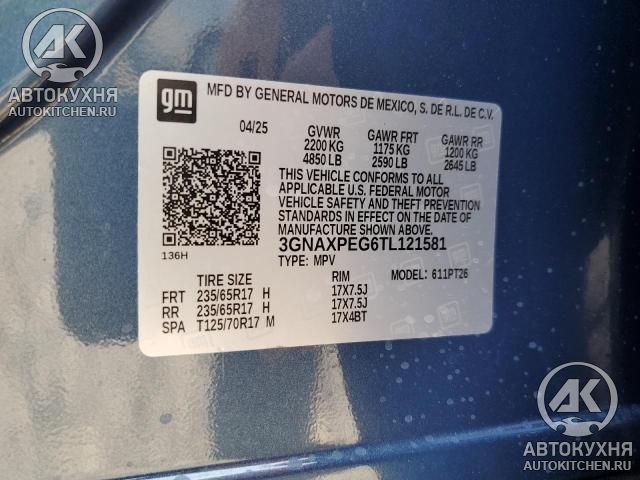 AK
АВТОКУХНЯ
AUTOKITCHEN.RU
gm
MFD BY GENERAL MOTORS DE MEXICO, S. DE R.L. DE C.V.
04/25 GVWR GAWR FRT GAWR RR
2200 KG 1175 KG 1200 KG
4850 LB 2590 LB 2645 LB
THIS VEHICLE CONFORMS TO ALL
APPLICABLE U.S. FEDERAL MOTOR
VEHICLE SAFETY AND THEFT PREVENTION
STANDARDS IN EFFECT ON THE DATE OF
MANUFACTURE SHOWN ABOVE.
3GNAXPEG6TL121581
136H TYPE: MPV MODEL: 611PT26
TIRE SIZE RIM
FRT 235/65R17 H 17X7.5J
RR 235/65R17 H 17X7.5J
SPA T125/70R17 M 17X4BT
AK
АВТОКУХНЯ
AUTOKITCHEN.RU